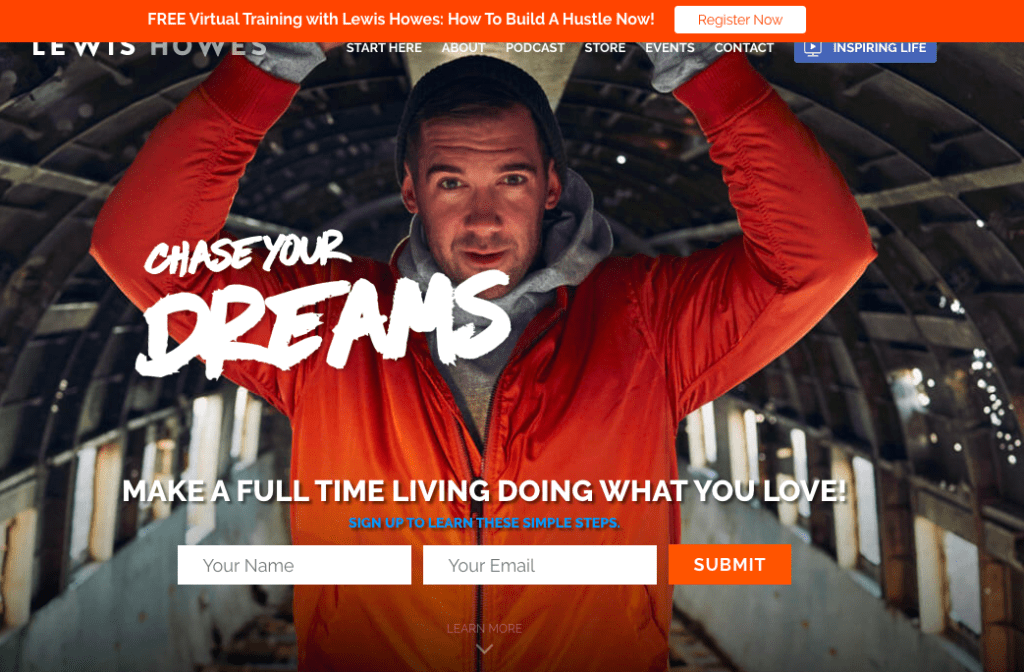 FREE Virtual Training with Lewis Howes: How To Build A Hustle Now!
Register Now
LEWIS HOWES
START HERE
ABOUT
PODCAST
STORE
EVENTS
CONTACT
INSPIRING LIFE
CHASE YOUR
DREAMS
MAKE A FULL TIME LIVING DOING WHAT YOU LOVE!
SIGN UP TO LEARN THESE SIMPLE STEPS.
Your Name
Your Email
SUBMIT
LEARN MORE